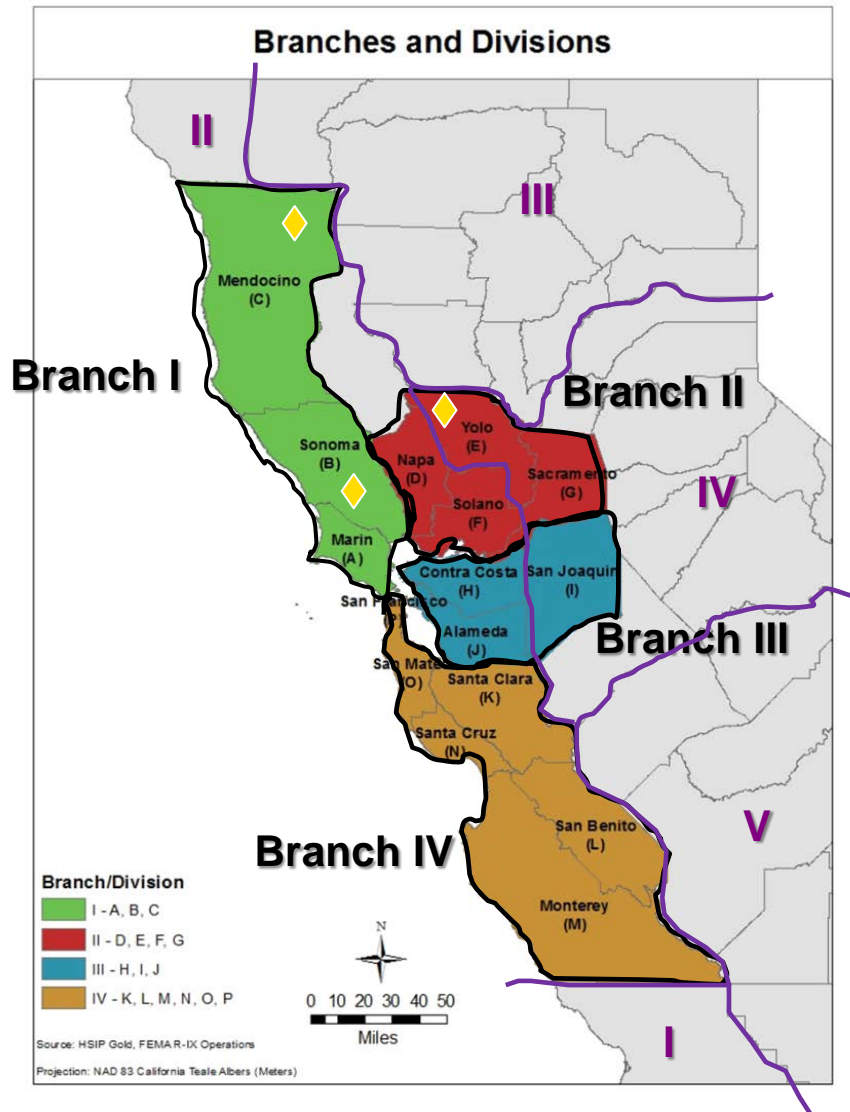 Branches and Divisions
II
III
Mendocino
(C)
Branch I
Branch II
Yolo
(E)
Sonoma
(B)
Napa
(D)
Sacramento
(G)
IV
Solano
(F)
Marin
(A)
Contra Costa
(H)
San Joaquin
(I)
San Francisco
(P)
Alameda
(J)
Branch III
San Mateo
(O)
Santa Clara
(K)
Santa Cruz
(N)
V
San Benito
(L)
Branch IV
Monterey
(M)
Branch/Division
I - A, B, C
II - D, E, F, G
III - H, I, J
IV - K, L, M, N, O, P
N
0 10 20 30 40 50
Miles
I
Source: HSIP Gold, FEMA R-IX Operations
Projection: NAD 83 California Teale Albers (Meters)